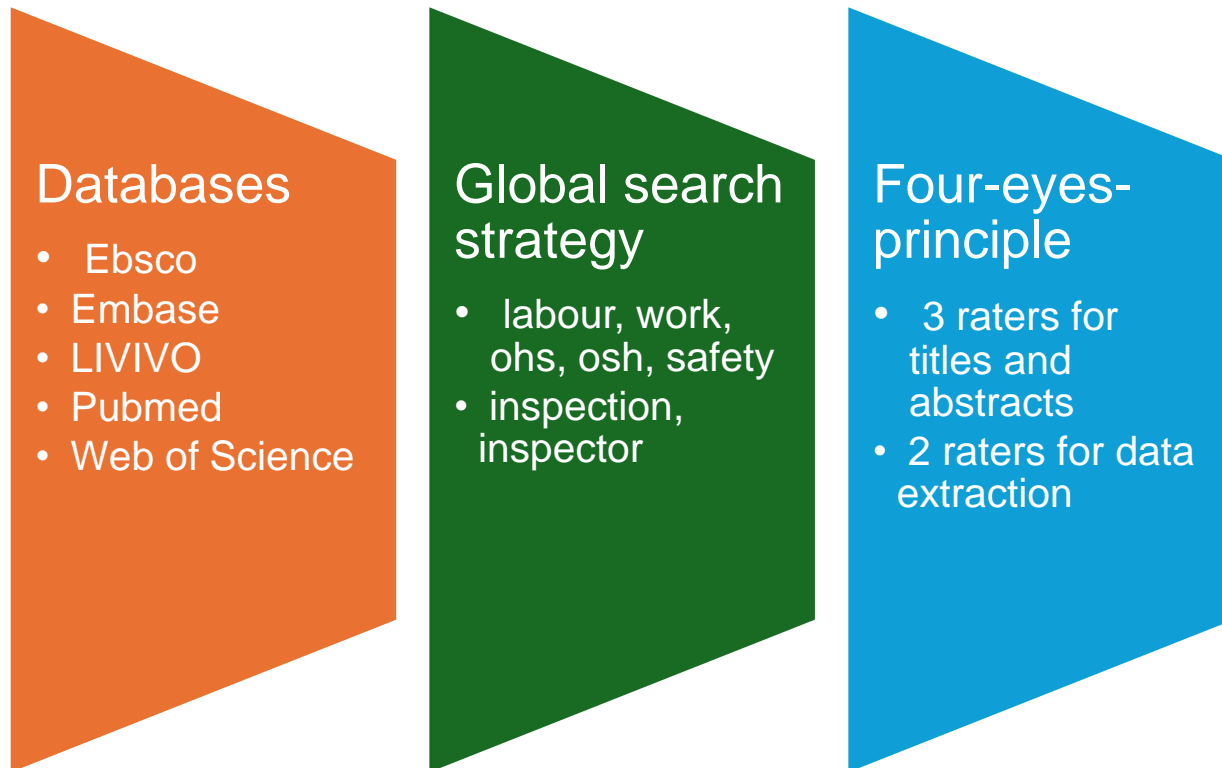 Databases
• Ebsco
• Embase
• LIVIVO
• Pubmed
• Web of Science
Global search
strategy
• labour, work,
ohs, osh, safety
• inspection,
inspector
Four-eyes-
principle
• 3 raters for
titles and
abstracts
• 2 raters for data
extraction